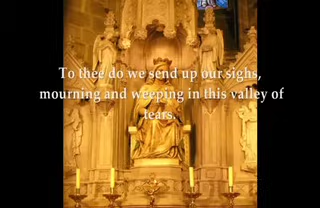 To thee do we send up our sighs,
mourning and weeping in this valley of
tears.